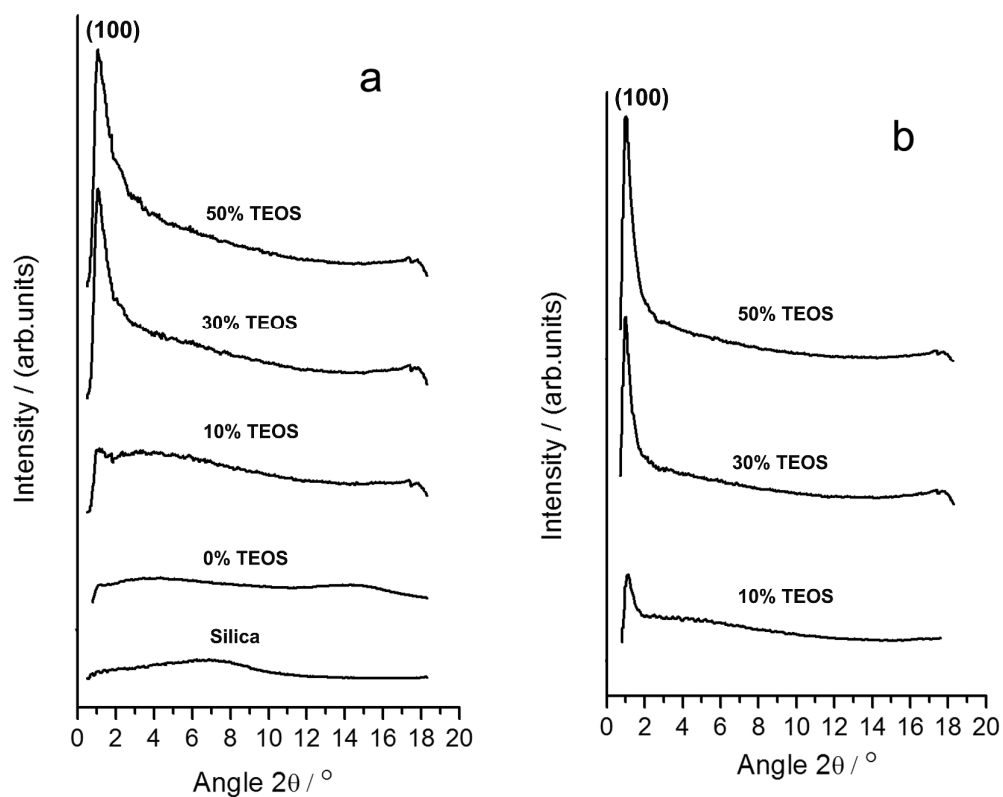 (100)
a
50% TEOS
30% TEOS
10% TEOS
0% TEOS
Silica
Intensity / (arb.units)
0 2 4 6 8 10 12 14 16 18 20
Angle 2θ / °
(100)
b
50% TEOS
30% TEOS
10% TEOS
Intensity / (arb.units)
0 2 4 6 8 10 12 14 16 18 20
Angle 2θ / °